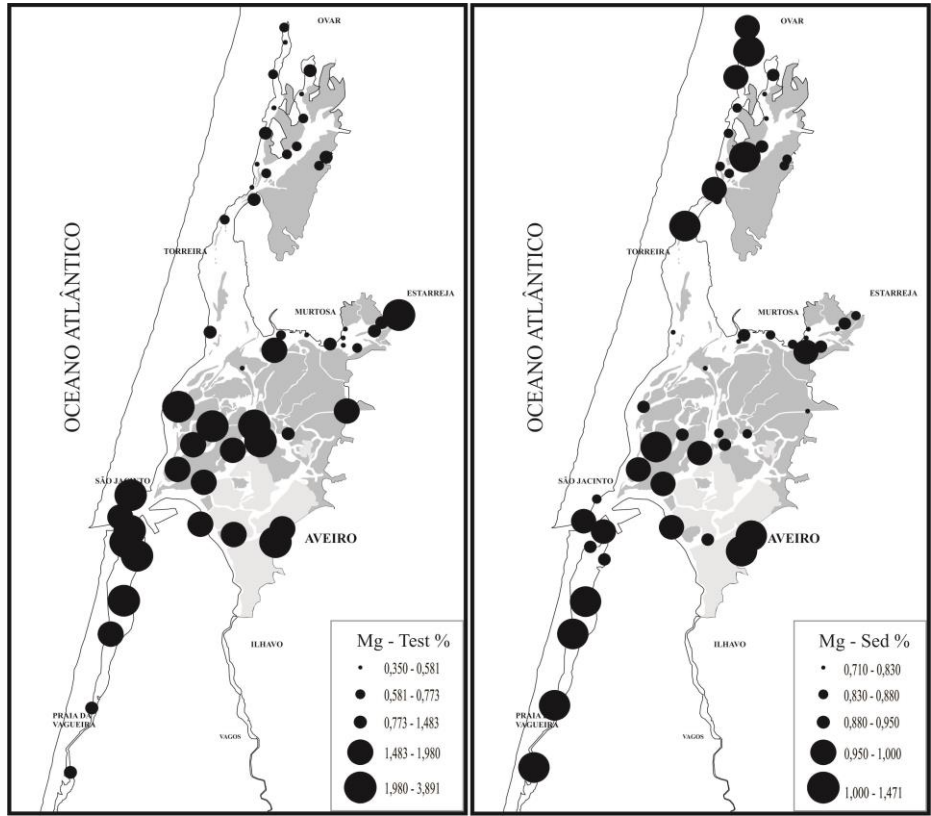 OVAR
OCEANO ATLÂNTICO
TORREIRA
ESTARREJA
MURTOSA
SÃO JACINTO
AVEIRO
ILHAVO
PRAIA DA
VAGUEIRA
VAGOS
Mg - Test %
0,350 - 0,581
0,581 - 0,773
0,773 - 1,483
1,483 - 1,980
1,980 - 3,891
OVAR
OCEANO ATLÂNTICO
TORREIRA
ESTARREJA
MURTOSA
SÃO JACINTO
AVEIRO
ILHAVO
PRAIA DA
VAGUEIRA
VAGOS
Mg - Sed %
0,710 - 0,830
0,830 - 0,880
0,880 - 0,950
0,950 - 1,000
1,000 - 1,471